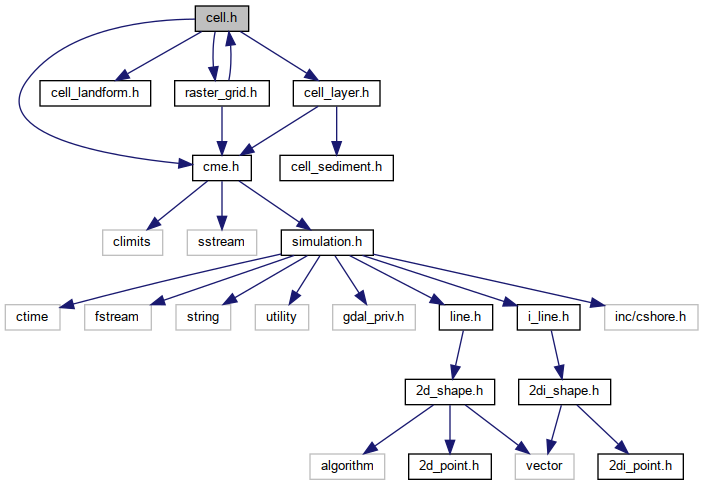 cell.h
cell_landform.h
raster_grid.h
cell_layer.h
cme.h
cell_sediment.h
climits
sstream
simulation.h
ctime
fstream
string
utility
gdal_priv.h
line.h
i_line.h
inc/cshore.h
2d_shape.h
2di_shape.h
algorithm
2d_point.h
vector
2di_point.h